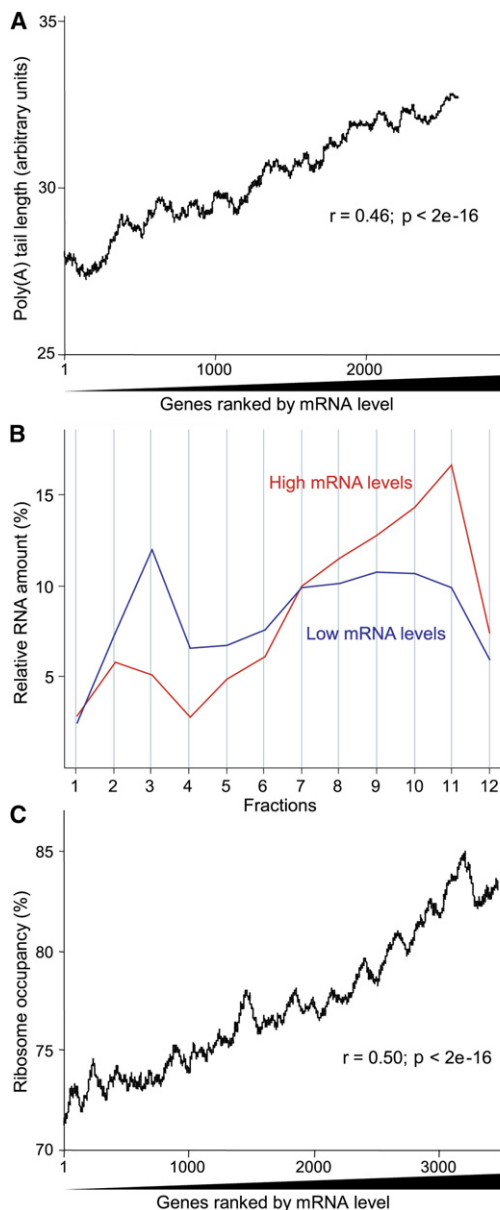 A
35
30
25
Poly(A) tail length (arbitrary units)
r = 0.46; p < 2e-16
1 1000 2000
Genes ranked by mRNA level
B
15
10
5
Relative RNA amount (%)
High mRNA levels
Low mRNA levels
1 2 3 4 5 6 7 8 9 10 11 12
Fractions
C
85
80
75
70
Ribosome occupancy (%)
r = 0.50; p < 2e-16
1 1000 2000 3000
Genes ranked by mRNA level